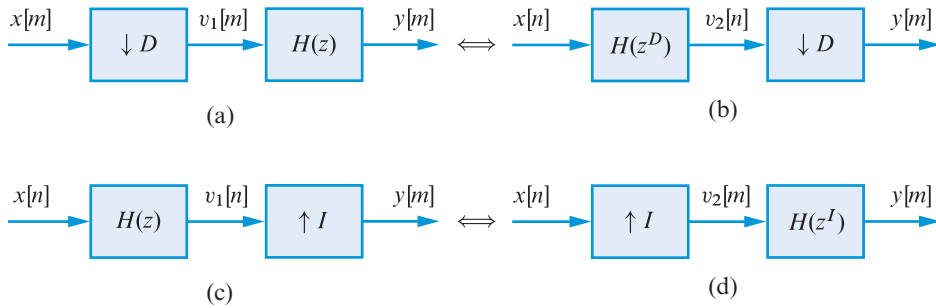 x[m] v₁[m] y[m] ⟺ x[n] v₂[n] y[m]
↓ D H(z) H(z^D) ↓ D
(a) (b)
x[n] v₁[n] y[m] ⟺ x[n] v₂[m] y[m]
H(z) ↑ I ↑ I H(z^I)
(c) (d)